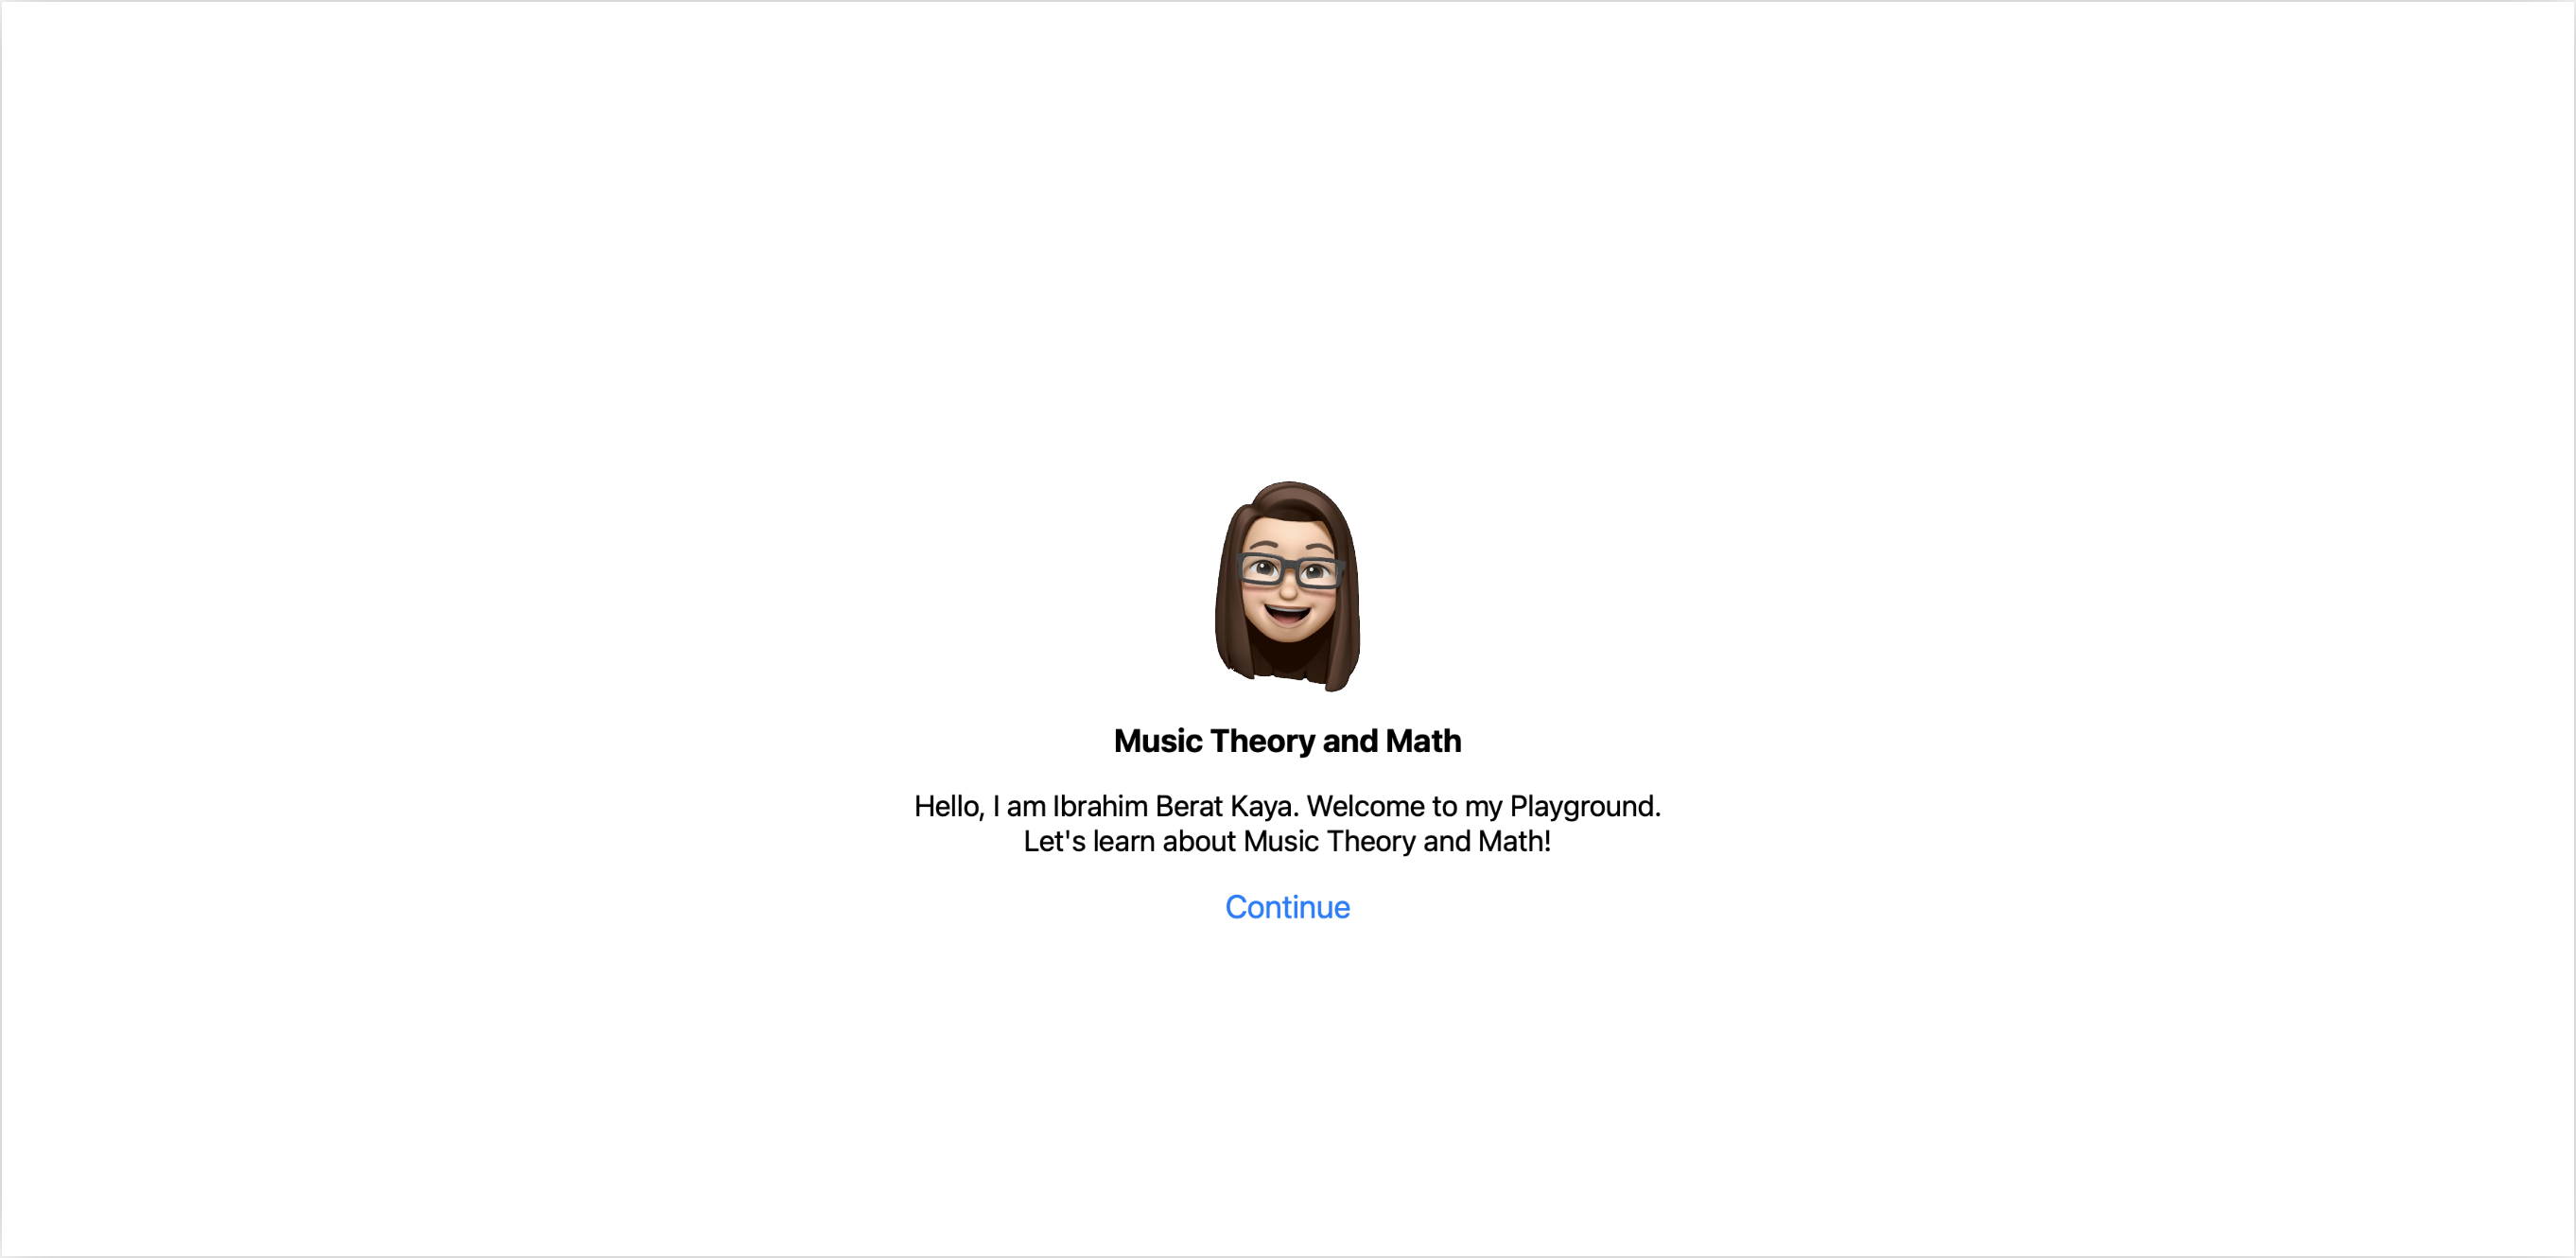 Music Theory and Math
Hello, I am Ibrahim Berat Kaya. Welcome to my Playground.
Let's learn about Music Theory and Math!
Continue